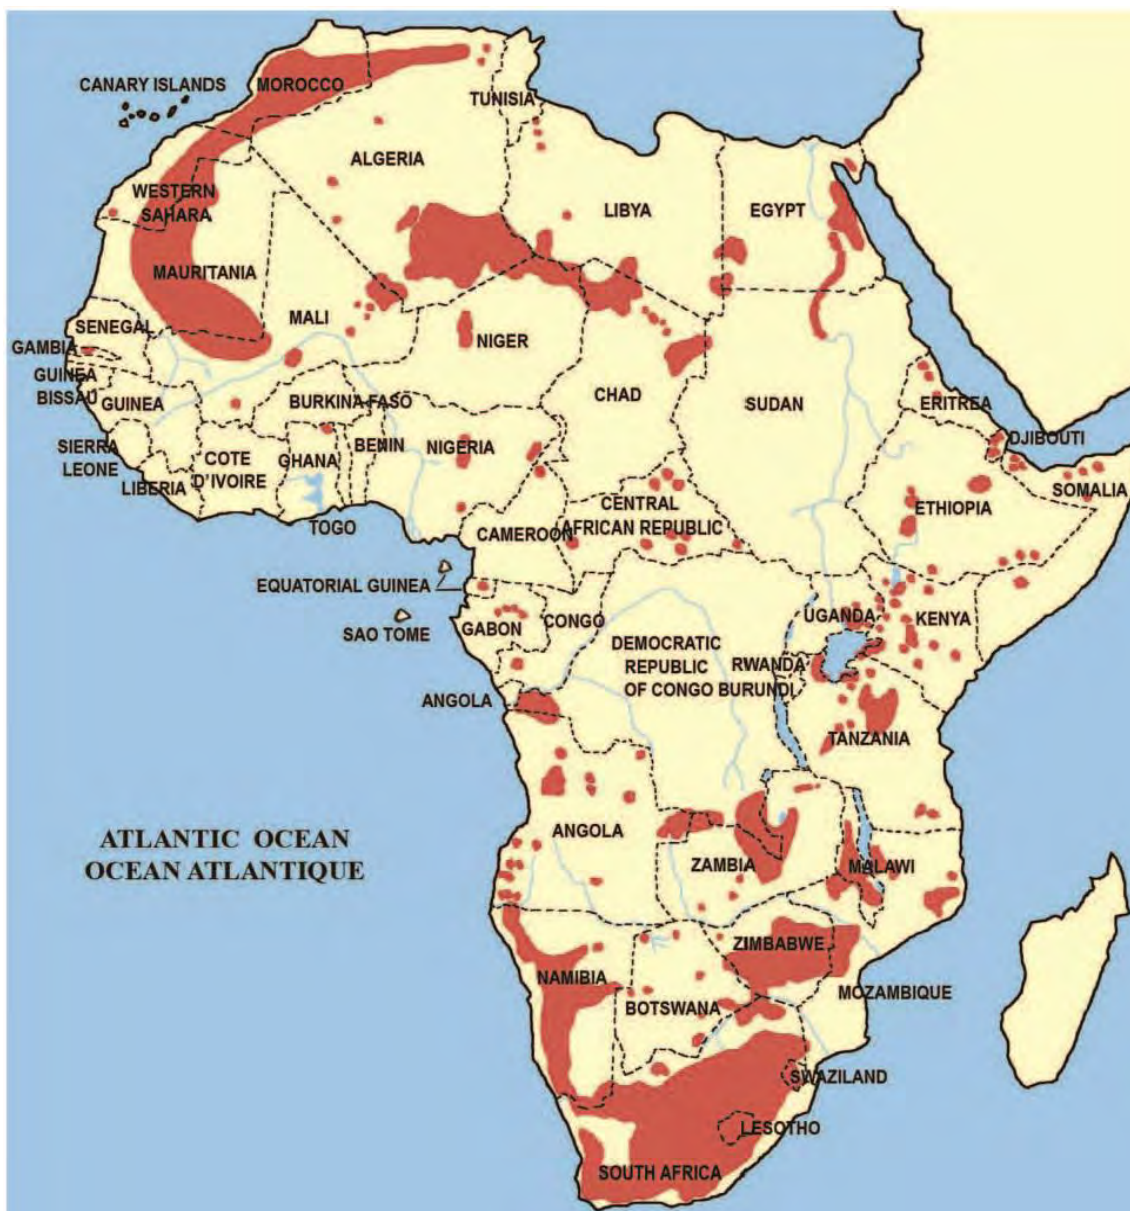 CANARY ISLANDS
MOROCCO
TUNISIA
ALGERIA
WESTERN
SAHARA
LIBYA
EGYPT
MAURITANIA
MALI
NIGER
SENEGAL
GAMBIA
GUINEA
BISSAU
GUINEA
BURKINA FASO
CHAD
SUDAN
ERITREA
DJIBOUTI
SIERRA
LEONE
LIBERIA
COTE
D'IVOIRE
GHANA
BENIN
NIGERIA
TOGO
CAMEROON
CENTRAL
AFRICAN REPUBLIC
ETHIOPIA
SOMALIA
EQUATORIAL GUINEA
SAO TOME
GABON
CONGO
UGANDA
KENYA
DEMOCRATIC
REPUBLIC
OF CONGO
RWANDA
BURUNDI
ANGOLA
TANZANIA
ATLANTIC OCEAN
OCEAN ATLANTIQUE
ANGOLA
ZAMBIA
MALAWI
ZIMBABWE
NAMIBIA
BOTSWANA
MOZAMBIQUE
SWAZILAND
LESOTHO
SOUTH AFRICA